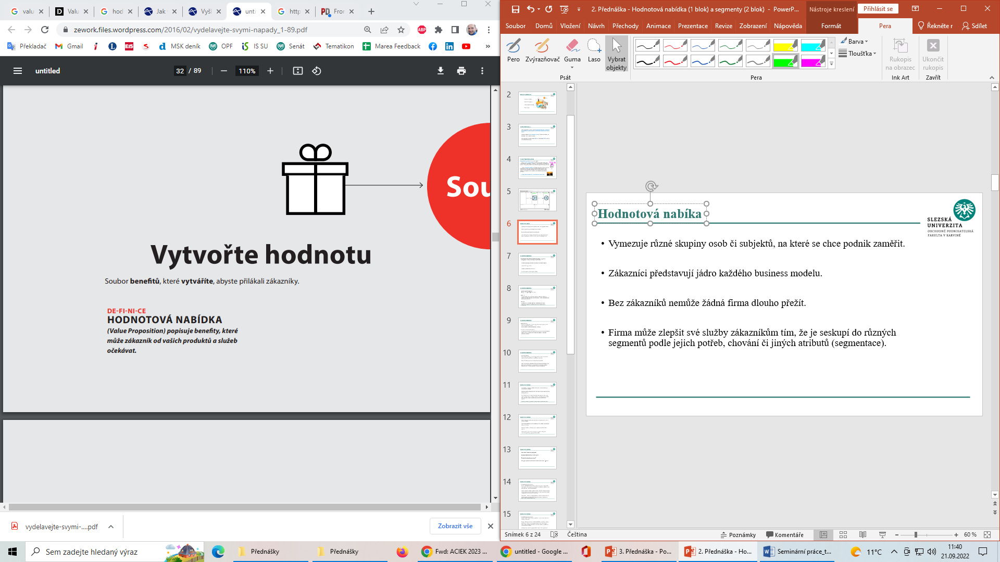 valu
Valu
hod
Jak
Vyši
unti
http
Fror
zework.files.wordpress.com/2016/02/vydelavejte-svymi-napady_1-89.pdf
ABP
Překladač
Gmail
MSK deník
OPF
IS SU
Senát
Tematikon
Marea Feedback
»
untitled
32 / 89
110%
Sou
Vytvořte hodnotu
Soubor benefitů, které vytváříte, abyste přilákali zákazníky.
DE-FI-NI-CE
HODNOTOVÁ NABÍDKA
(Value Proposition) popisuje benefity, které
může zákazník od vašich produktů a služeb
očekávat.
vydelavejte-svymi-....pdf
Zobrazit vše
2. Přednáška - Hodnotová nabídka (1 blok) a segmenty (2 blok) - PowerP...
Nástroje kreslení
Přihlásit se
Soubor
Domů
Vložení
Návrh
Přechody
Animace
Prezentace
Revize
Zobrazení
Nápověda
Formát
Pera
Řekněte r
Sdílet
Pero
Zvýrazňovač
Guma
Laso
Vybrat
objekty
Psát
Pera
Barva
Tloušťka
Rukopis
na obrazec
Ink Art
Ukončit
rukopis
Zavřít
2
3
4
5
6
7
8
9
10
11
12
13
14
15
Hodnotová nabíka
SLEZSKÁ
UNIVERZITA
OBCHODNĚ PODNIKATELSKÁ
FAKULTA V KARVINÉ
• Vymezuje různé skupiny osob či subjektů, na které se chce podnik zaměřit.
• Zákazníci představují jádro každého business modelu.
• Bez zákazníků nemůže žádná firma dlouho přežít.
• Firma může zlepšit své služby zákazníkům tím, že je seskupí do různých
segmentů podle jejich potřeb, chování či jiných atributů (segmentace).
Snímek 6 z 24
Čeština
Poznámky
Komentáře
60 %
Sem zadejte hledaný výraz
Přednášky
Přednášky
Fwd: ACIEK 2023 ...
untitled - Google ...
3. Přednáška - Po...
2. Přednáška - Ho...
Seminární práce_t...
11°C
11:40
21.09.2022